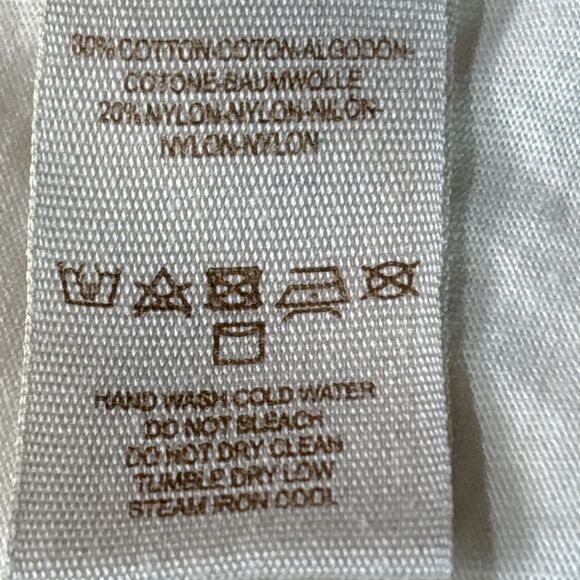 80% COTTON-COTON-ALGODÓN-
COTONE-BAUMWOLLE
20% NYLON-NYLON-NILON-
NYLON-NYLON
HAND WASH COLD WATER
DO NOT BLEACH
DO NOT DRY CLEAN
TUMBLE DRY LOW
STEAM IRON COOL